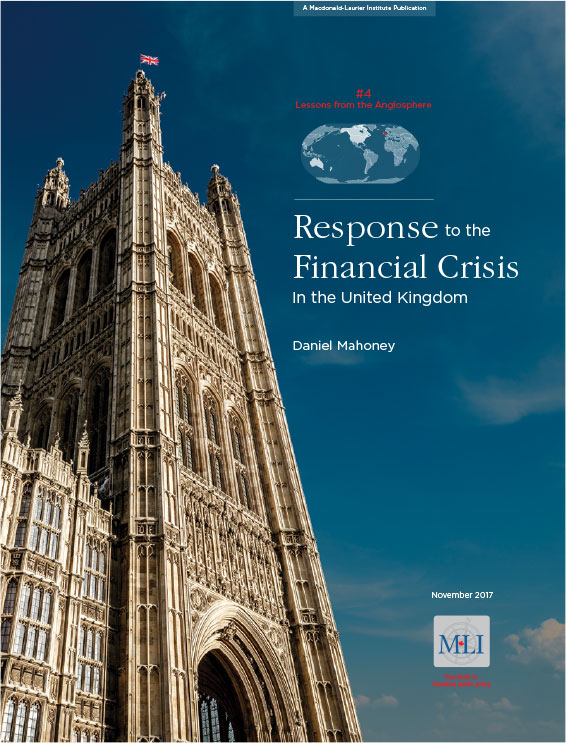 A Macdonald-Laurier Institute Publication
#4
Lessons from the Anglosphere
Response to the
Financial Crisis
In the United Kingdom
Daniel Mahoney
November 2017
MLI